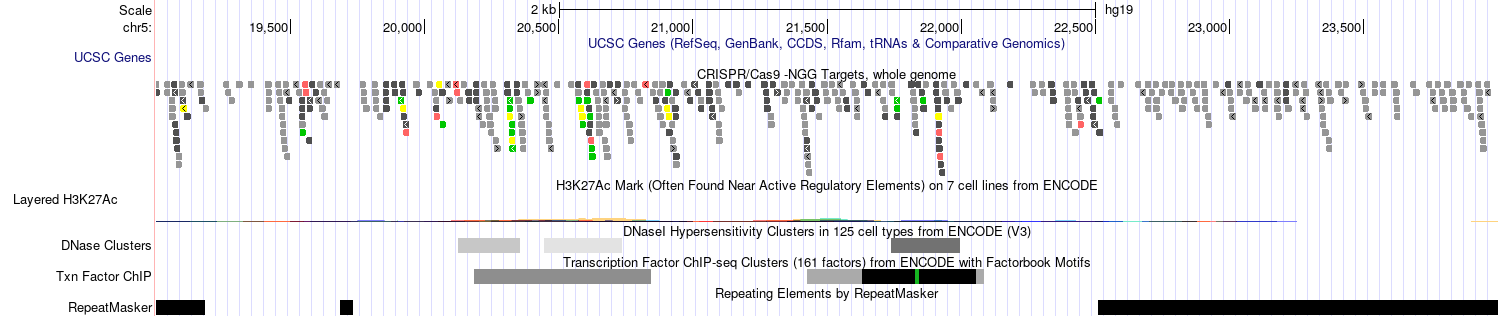 Scale 2 kb hg19
chr5: 19,500 20,000 20,500 21,000 21,500 22,000 22,500 23,000 23,500
UCSC Genes (RefSeq, GenBank, CCDS, Rfam, tRNAs & Comparative Genomics)
UCSC Genes
CRISPR/Cas9 -NGG Targets, whole genome
H3K27Ac Mark (Often Found Near Active Regulatory Elements) on 7 cell lines from ENCODE
Layered H3K27Ac
DNaseI Hypersensitivity Clusters in 125 cell types from ENCODE (V3)
DNase Clusters
Transcription Factor ChIP-seq Clusters (161 factors) from ENCODE with Factorbook Motifs
Txn Factor ChIP
Repeating Elements by RepeatMasker
RepeatMasker